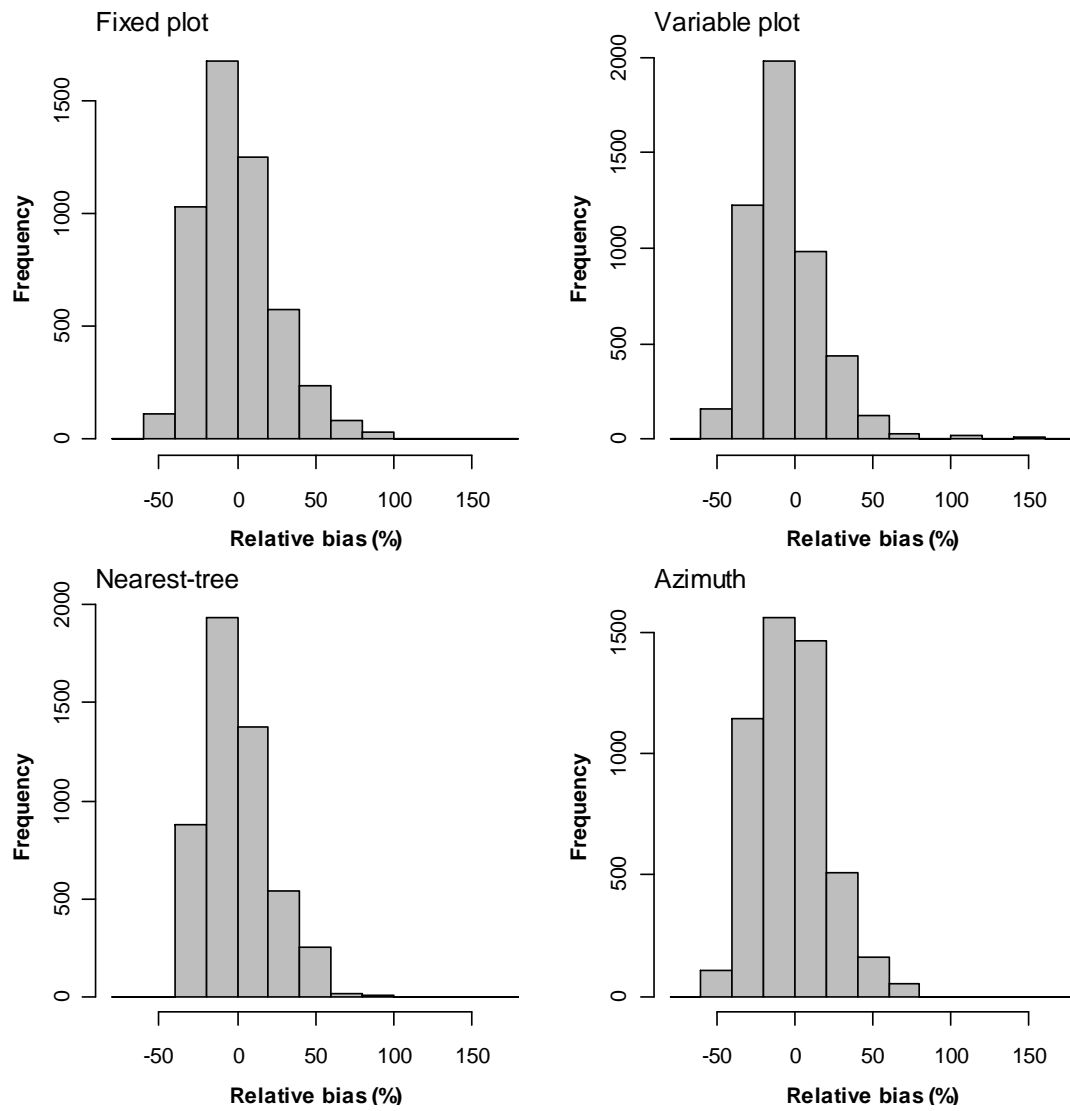 Fixed plot
Frequency
0 500 1000 1500
-50 0 50 100 150
Relative bias (%)
Variable plot
Frequency
0 500 1000 1500 2000
-50 0 50 100 150
Relative bias (%)
Nearest-tree
Frequency
0 500 1000 1500 2000
-50 0 50 100 150
Relative bias (%)
Azimuth
Frequency
0 500 1000 1500
-50 0 50 100 150
Relative bias (%)